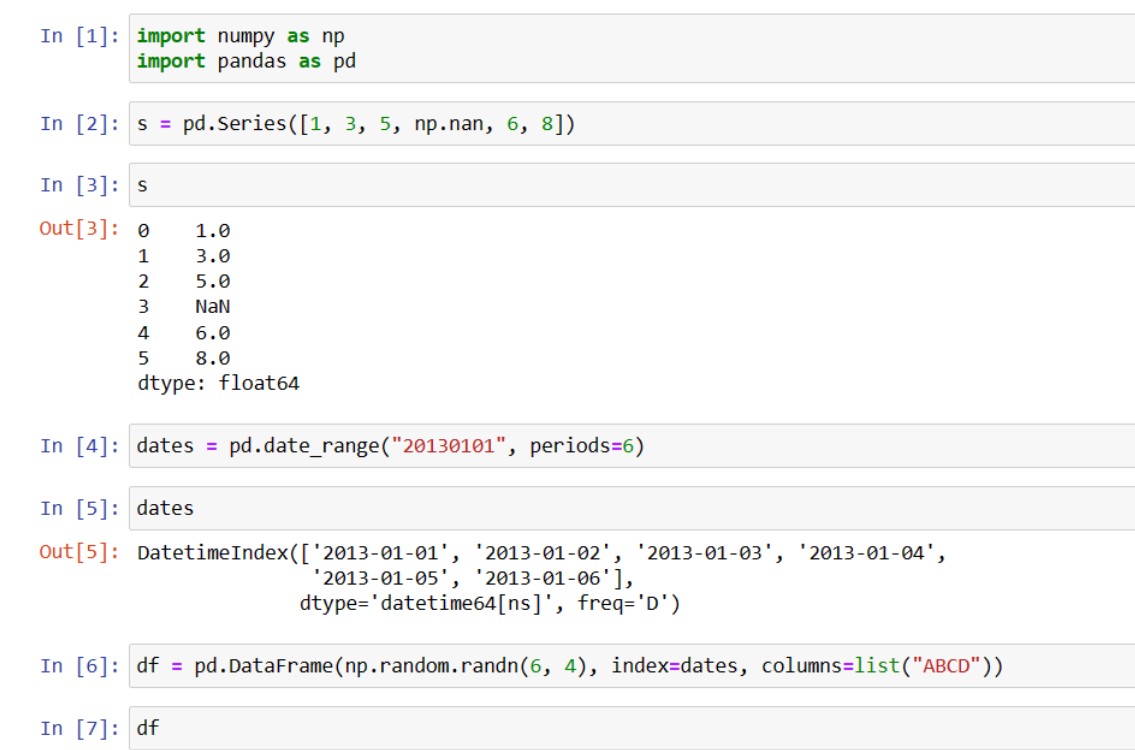 In [1]: import numpy as np
import pandas as pd
In [2]: s = pd.Series([1, 3, 5, np.nan, 6, 8])
In [3]: s
Out[3]: 0    1.0
1    3.0
2    5.0
3    NaN
4    6.0
5    8.0
dtype: float64
In [4]: dates = pd.date_range("20130101", periods=6)
In [5]: dates
Out[5]: DatetimeIndex(['2013-01-01', '2013-01-02', '2013-01-03', '2013-01-04',
'2013-01-05', '2013-01-06'],
dtype='datetime64[ns]', freq='D')
In [6]: df = pd.DataFrame(np.random.randn(6, 4), index=dates, columns=list("ABCD"))
In [7]: df